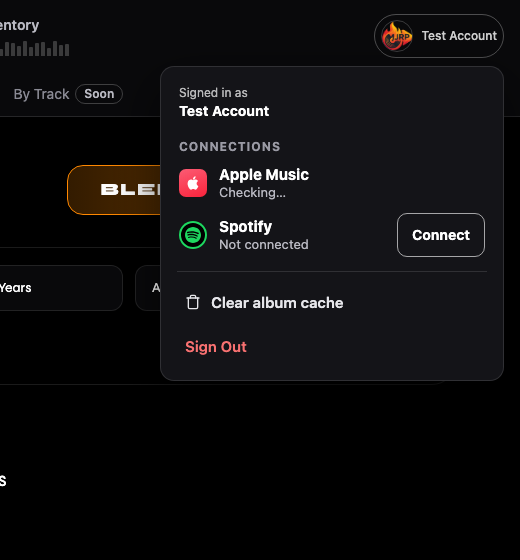 entory
Test Account
By Track
Soon
Signed in as
Test Account
CONNECTIONS
Apple Music
Checking...
BLE
Spotify
Not connected
Connect
Years
A
Clear album cache
Sign Out
s